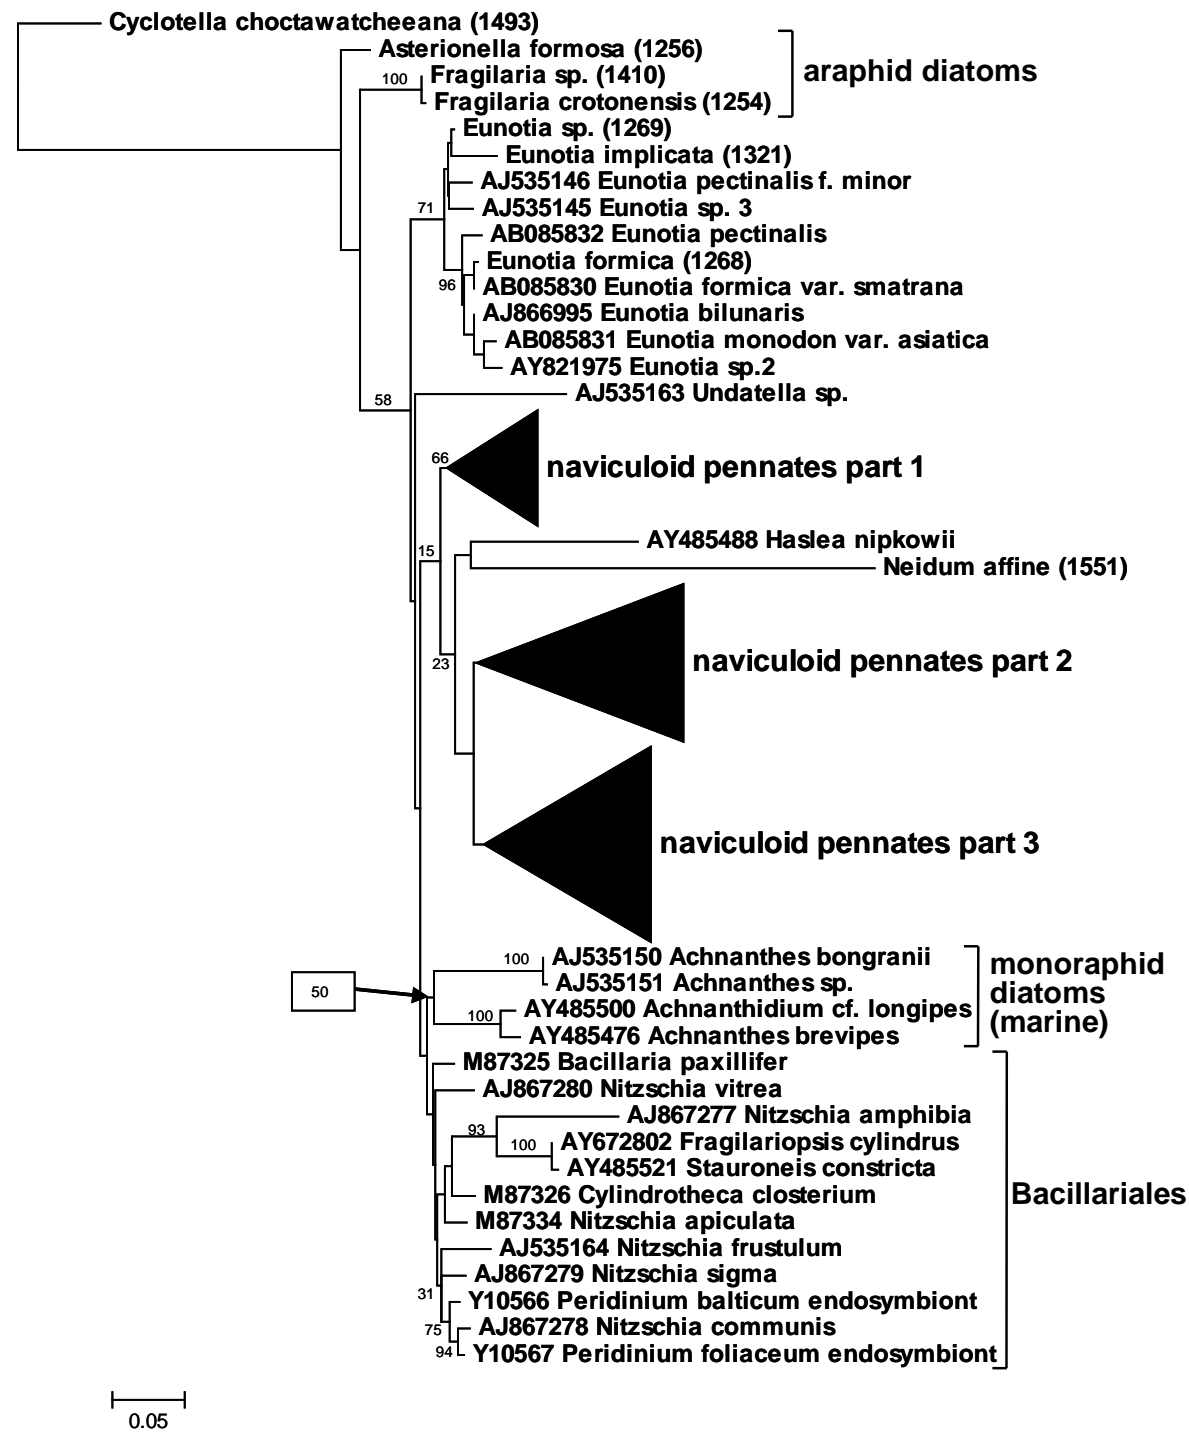 Cyclotella choctawatcheeana (1493)
Asterionella formosa (1256)
araphid diatoms
100
Fragilaria sp. (1410)
Fragilaria crotonensis (1254)
Eunotia sp. (1269)
Eunotia implicata (1321)
AJ535146 Eunotia pectinalis f. minor
71
AJ535145 Eunotia sp. 3
AB085832 Eunotia pectinalis
Eunotia formica (1268)
96
AB085830 Eunotia formica var. smatrana
AJ866995 Eunotia bilunaris
AB085831 Eunotia monodon var. asiatica
AY821975 Eunotia sp.2
58
AJ535163 Undatella sp.
66
naviculoid pennates part 1
15
AY485488 Haslea nipkowii
Neidum affine (1551)
23
naviculoid pennates part 2
naviculoid pennates part 3
100
AJ535150 Achnanthes bongranii
AJ535151 Achnanthes sp.
monoraphid
diatoms
(marine)
50
100
AY485500 Achnanthidium cf. longipes
AY485476 Achnanthes brevipes
M87325 Bacillaria paxillifer
AJ867280 Nitzschia vitrea
AJ867277 Nitzschia amphibia
93
100
AY672802 Fragilariopsis cylindrus
AY485521 Stauroneis constricta
M87326 Cylindrotheca closterium
Bacillariales
M87334 Nitzschia apiculata
AJ535164 Nitzschia frustulum
AJ867279 Nitzschia sigma
31
Y10566 Peridinium balticum endosymbiont
75
AJ867278 Nitzschia communis
94
Y10567 Peridinium foliaceum endosymbiont
0.05